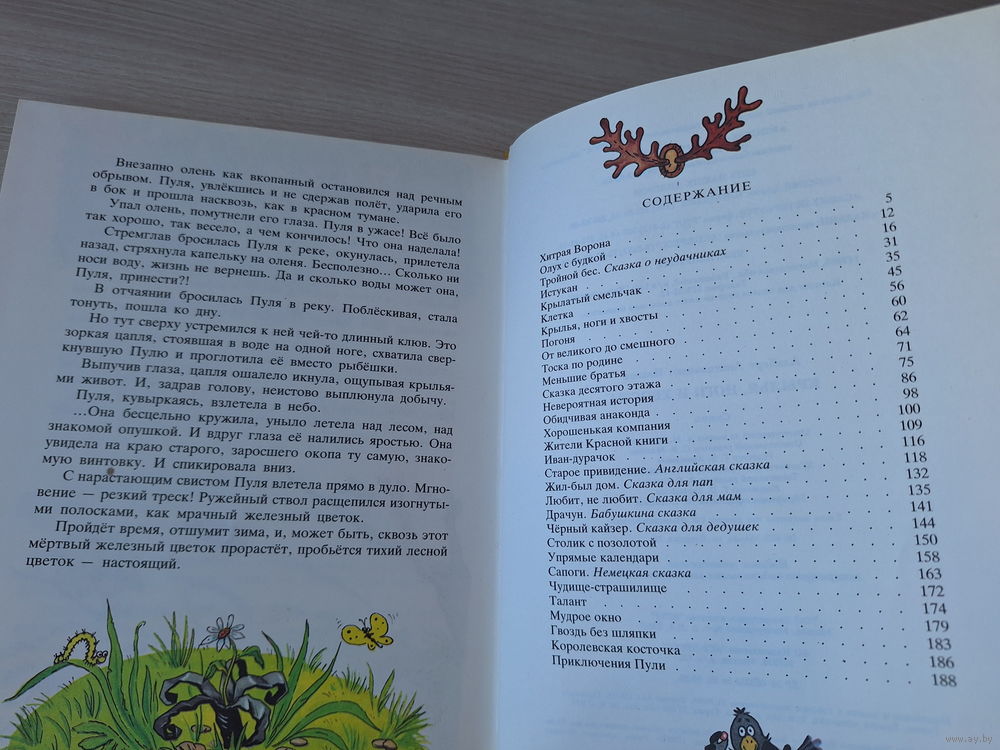 Внезапно олень как вкопанный остановился над речным
обрывом. Пуля, увлёкшись и не сдержав полёт, ударила его
в бок и прошла насквозь, как в красном тумане.
Упал олень, помутнели его глаза. Пуля в ужасе! Всё было
так хорошо, так весело, а чем кончилось! Что она наделала!
Стремглав бросилась Пуля к реке, окунулась, прилетела
назад, стряхнула капельку на оленя. Бесполезно... Сколько ни
носи воду, жизнь не вернешь. Да и сколько воды может она,
Пуля, принести?!
В отчаянии бросилась Пуля в реку. Поблёскивая, стала
тонуть, пошла ко дну.
Но тут сверху устремился к ней чей-то длинный клюв. Это
зоркая цапля, стоявшая в воде на одной ноге, схватила свер-
кнувшую Пулю и проглотила её вместо рыбёшки.
Выпучив глаза, цапля ошалело икнула, ощупывая крылья-
ми живот. И, задрав голову, неистово выплюнула добычу.
Пуля, кувыркаясь, взлетела в небо.
...Она бесцельно кружила, уныло летела над лесом, над
знакомой опушкой. И вдруг глаза её налились яростью. Она
увидела на краю старого, заросшего окопа ту самую, знако-
мую винтовку. И спикировала вниз.
С нарастающим свистом Пуля влетела прямо в дуло. Мгно-
вение — резкий треск! Ружейный ствол расщепился изогнуты-
ми полосками, как мрачный железный цветок.
Пройдёт время, отшумит зима, и, может быть, сквозь этот
мёртвый железный цветок прорастёт, пробьётся тихий лесной
цветок — настоящий.
СОДЕРЖАНИЕ
Хитрая Ворона 5
Олух с будкой 12
Тройной бес. Сказка о неудачниках 16
Истукан 31
Крылатый смельчак 35
Клетка 45
Крылья, ноги и хвосты 56
Погоня 60
От великого до смешного 62
Тоска по родине 64
Меньшие братья 71
Сказка десятого этажа 75
Невероятная история 86
Обидчивая анаконда 98
Хорошенькая компания 100
Жители Красной книги 109
Иван-дурачок 116
Старое привидение. Английская сказка 118
Жил-был дом. Сказка для пап 132
Любит, не любит. Сказка для мам 135
Драчун. Бабушкина сказка 141
Чёрный кайзер. Сказка для дедушек 144
Столик с позолотой 150
Упрямые календари 158
Сапоги. Немецкая сказка 163
Чудище-страшилище 172
Талант 174
Мудрое окно 179
Гвоздь без шляпки 183
Королевская косточка 186
Приключения Пули 188
www.ay.by